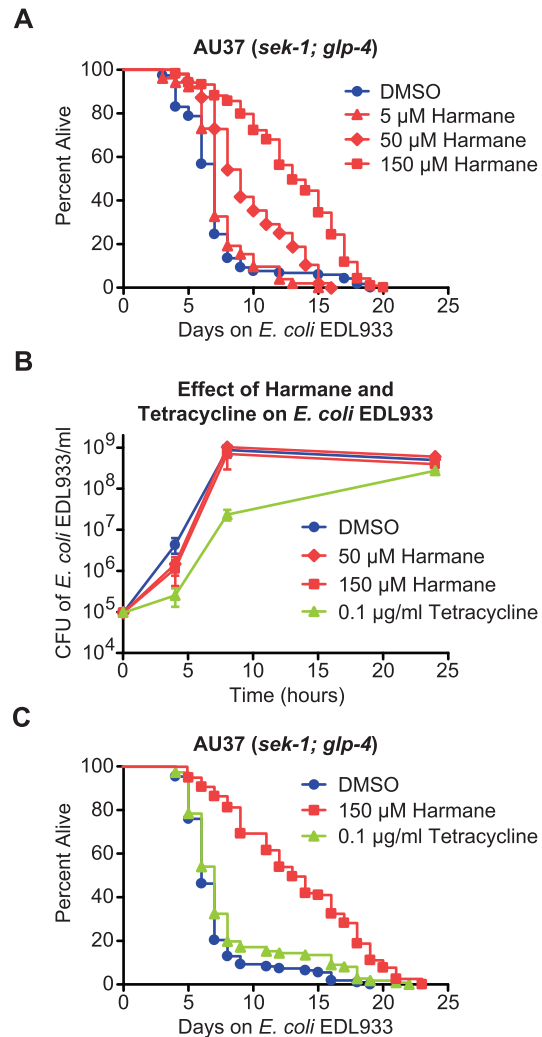 A
AU37 (sek-1; glp-4)
100
80
60
40
20
0
Percent Alive
DMSO
5 µM Harmane
50 µM Harmane
150 µM Harmane
0 5 10 15 20 25
Days on E. coli EDL933
B
Effect of Harmane and
Tetracycline on E. coli EDL933
10⁹
10⁸
10⁷
10⁶
10⁵
10⁴
CFU of E. coli EDL933/ml
DMSO
50 µM Harmane
150 µM Harmane
0.1 µg/ml Tetracycline
0 5 10 15 20 25
Time (hours)
C
AU37 (sek-1; glp-4)
100
80
60
40
20
0
Percent Alive
DMSO
150 µM Harmane
0.1 µg/ml Tetracycline
0 5 10 15 20 25
Days on E. coli EDL933